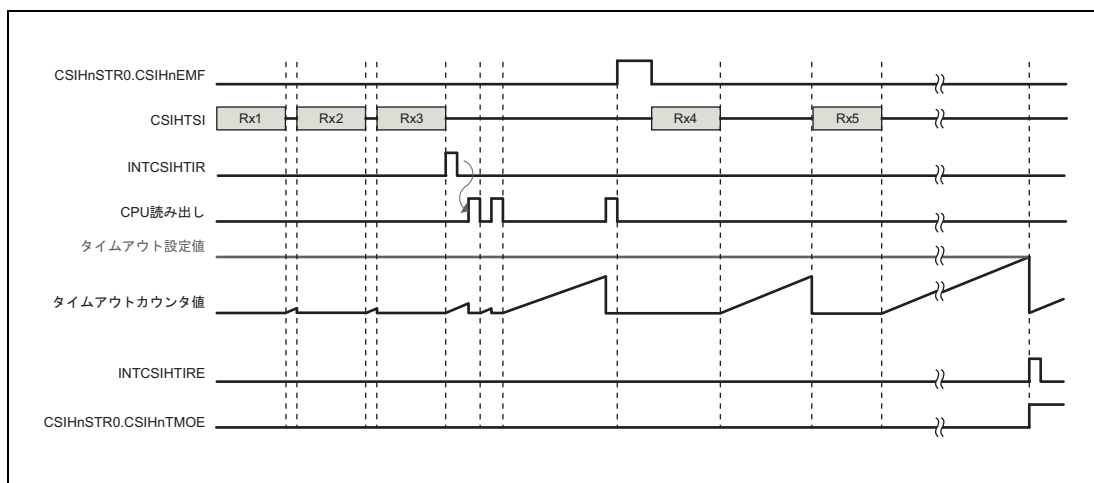 CSIHnSTR0.CSIHnEMF
CSIHTSI
Rx1
Rx2
Rx3
Rx4
Rx5
INTCSIHTIR
CPU読み出し
タイムアウト設定値
タイムアウトカウンタ値
INTCSIHTIRE
CSIHnSTR0.CSIHnTMOE